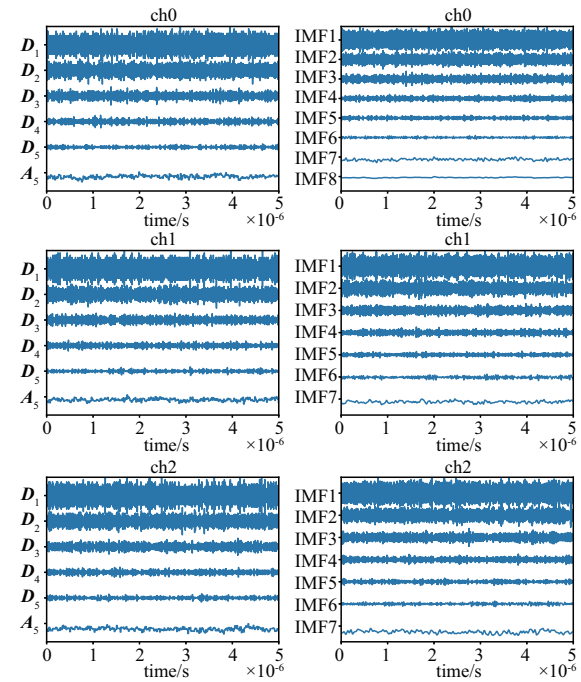 ch0
D1
D2
D3
D4
D5
A5
0 1 2 3 4 5
time/s ×10-6
ch0
IMF1
IMF2
IMF3
IMF4
IMF5
IMF6
IMF7
IMF8
0 1 2 3 4 5
time/s ×10-6
ch1
D1
D2
D3
D4
D5
A5
0 1 2 3 4 5
time/s ×10-6
ch1
IMF1
IMF2
IMF3
IMF4
IMF5
IMF6
IMF7
0 1 2 3 4 5
time/s ×10-6
ch2
D1
D2
D3
D4
D5
A5
0 1 2 3 4 5
time/s ×10-6
ch2
IMF1
IMF2
IMF3
IMF4
IMF5
IMF6
IMF7
0 1 2 3 4 5
time/s ×10-6